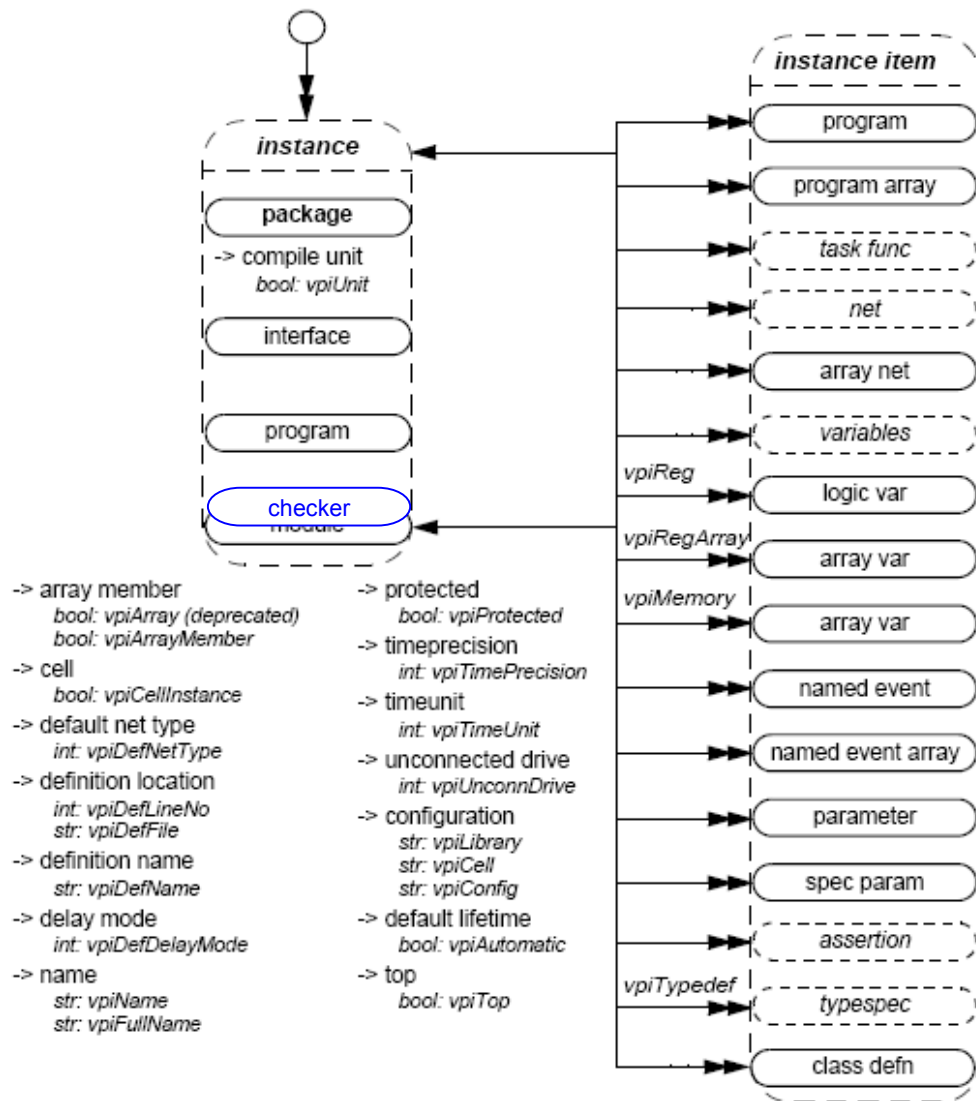 instance
package
-> compile unit
bool: vpiUnit
interface
program
checker
module
-> array member
bool: vpiArray (deprecated)
bool: vpiArrayMember
-> cell
bool: vpiCellInstance
-> default net type
int: vpiDefNetType
-> definition location
int: vpiDefLineNo
str: vpiDefFile
-> definition name
str: vpiDefName
-> delay mode
int: vpiDefDelayMode
-> name
str: vpiName
str: vpiFullName
-> protected
bool: vpiProtected
-> timeprecision
int: vpiTimePrecision
-> timeunit
int: vpiTimeUnit
-> unconnected drive
int: vpiUnconnDrive
-> configuration
str: vpiLibrary
str: vpiCell
str: vpiConfig
-> default lifetime
bool: vpiAutomatic
-> top
bool: vpiTop
instance item
program
program array
task func
net
array net
variables
vpiReg
logic var
vpiRegArray
array var
vpiMemory
array var
named event
named event array
parameter
spec param
assertion
vpiTypedef
typespec
class defn